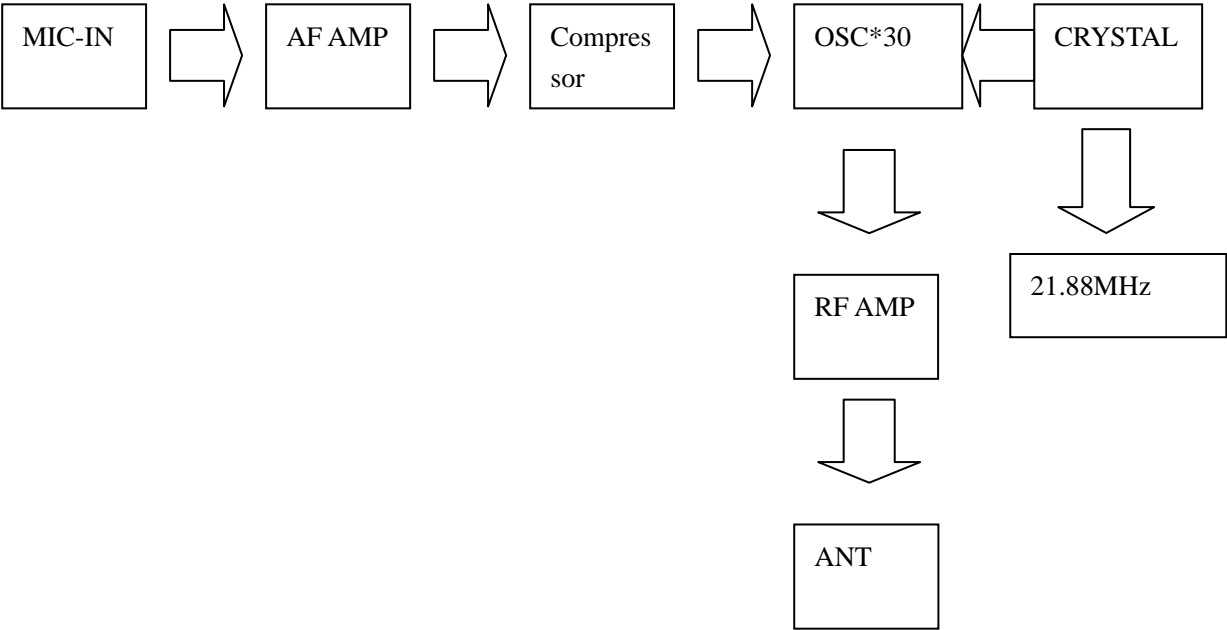 MIC-IN
AF AMP
Compres
sor
OSC*30
CRYSTAL
21.88MHz
RF AMP
ANT